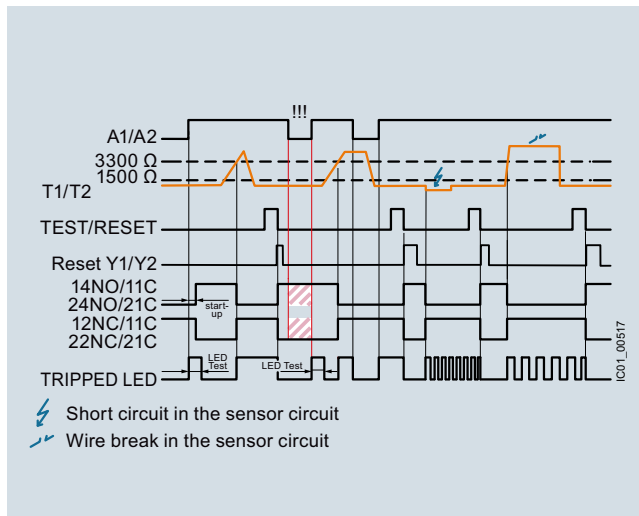 !!!
A1/A2
3300 Ω
1500 Ω
T1/T2
TEST/RESET
Reset Y1/Y2
14NO/11C
24NO/21C
start-
up
12NC/11C
22NC/21C
LED
Test
LED Test
TRIPPED LED
IC01_00517
Short circuit in the sensor circuit
Wire break in the sensor circuit